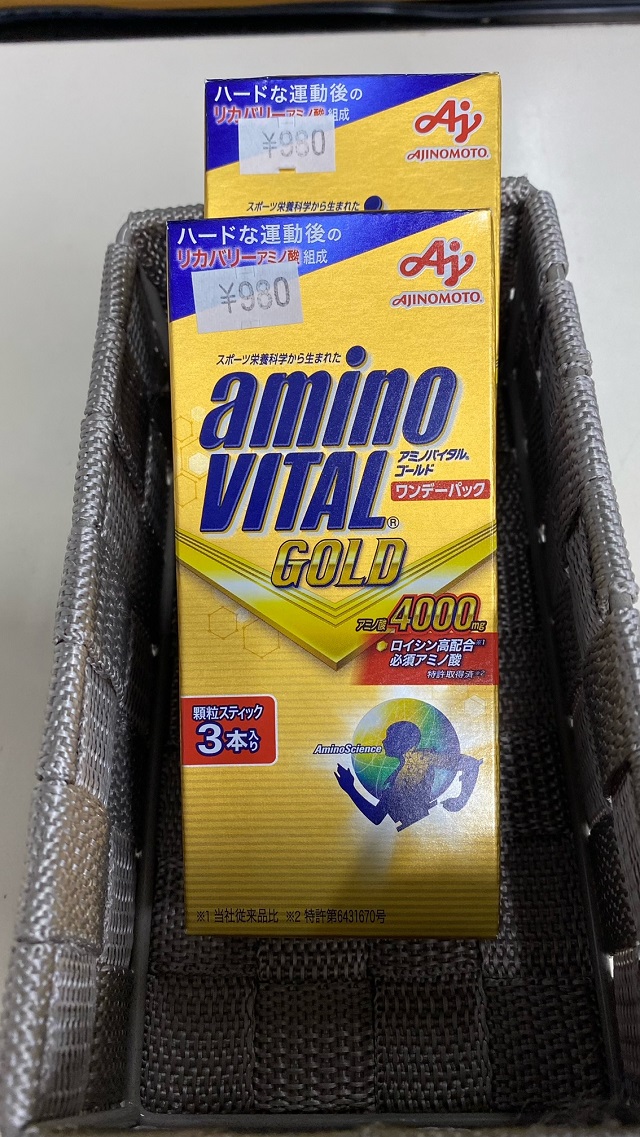 ハードな運動後の
リカバリーアミノ酸 組成
¥980
AJINOMOTO®
スポーツ栄養科学から生まれた
ハードな運動後の
リカバリーアミノ酸 組成
¥980
AJINOMOTO®
スポーツ栄養科学から生まれた
amino
VITAL®
アミノバイタル®
ゴールド
ワンデーパック
GOLD
アミノ酸 4000mg
ロイシン高配合※1
必須アミノ酸
特許取得済※2
顆粒スティック
3本入り
AminoScience
※1 当社従来品比 ※2 特許第6431670号